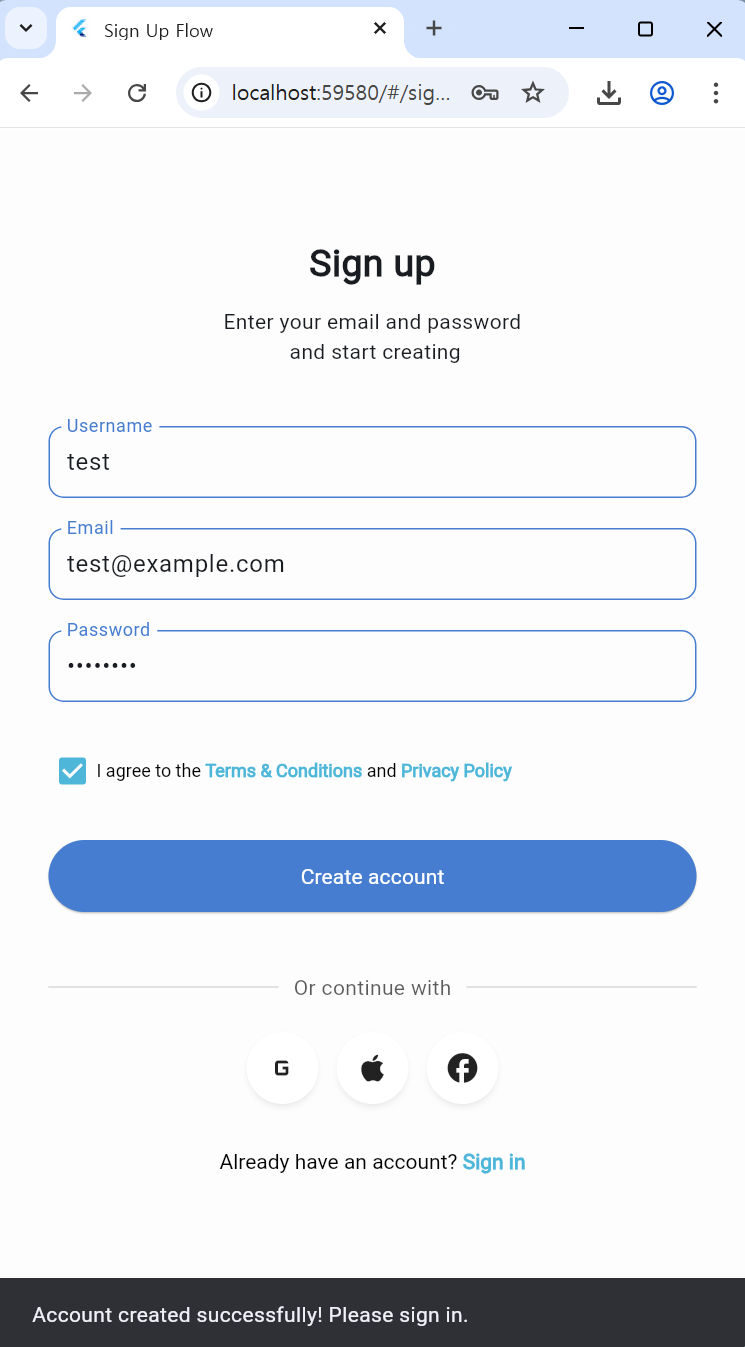 Sign Up Flow
localhost:59580/#/sig...
Sign up
Enter your email and password
and start creating
Username
test
Email
test@example.com
Password
••••••••
I agree to the Terms & Conditions and Privacy Policy
Create account
Or continue with
G
Already have an account? Sign in
Account created successfully! Please sign in.